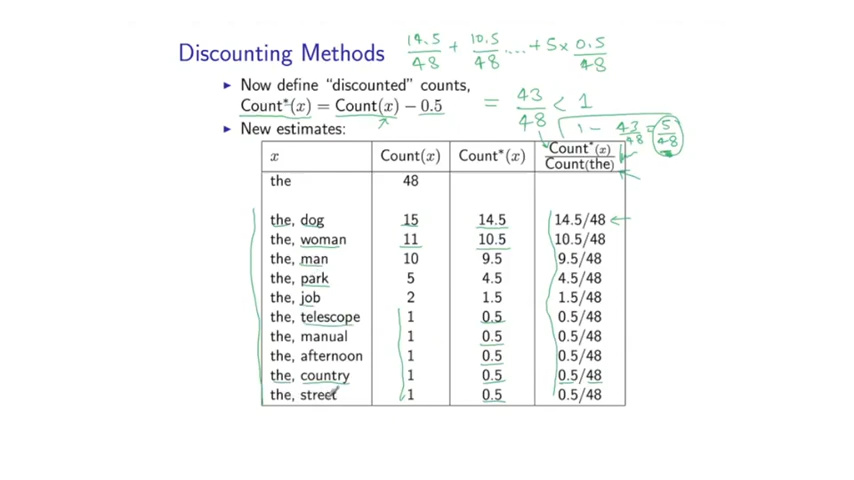 Discounting Methods 14.5/48 + 10.5/48 .... + 5 × 0.5/48
▶ Now define "discounted" counts,
Count*(x) = Count(x) − 0.5 = 43/48 < 1
▶ New estimates: 1 − 43/48 = 5/48
x Count(x) Count*(x) Count*(x)/Count(the)
the 48
the, dog 15 14.5 14.5/48
the, woman 11 10.5 10.5/48
the, man 10 9.5 9.5/48
the, park 5 4.5 4.5/48
the, job 2 1.5 1.5/48
the, telescope 1 0.5 0.5/48
the, manual 1 0.5 0.5/48
the, afternoon 1 0.5 0.5/48
the, country 1 0.5 0.5/48
the, street 1 0.5 0.5/48